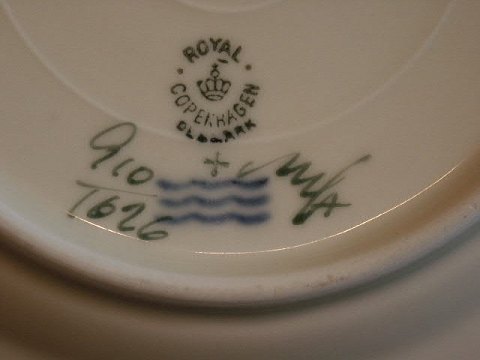 ROYAL
COPENHAGEN
DENMARK
910
1626